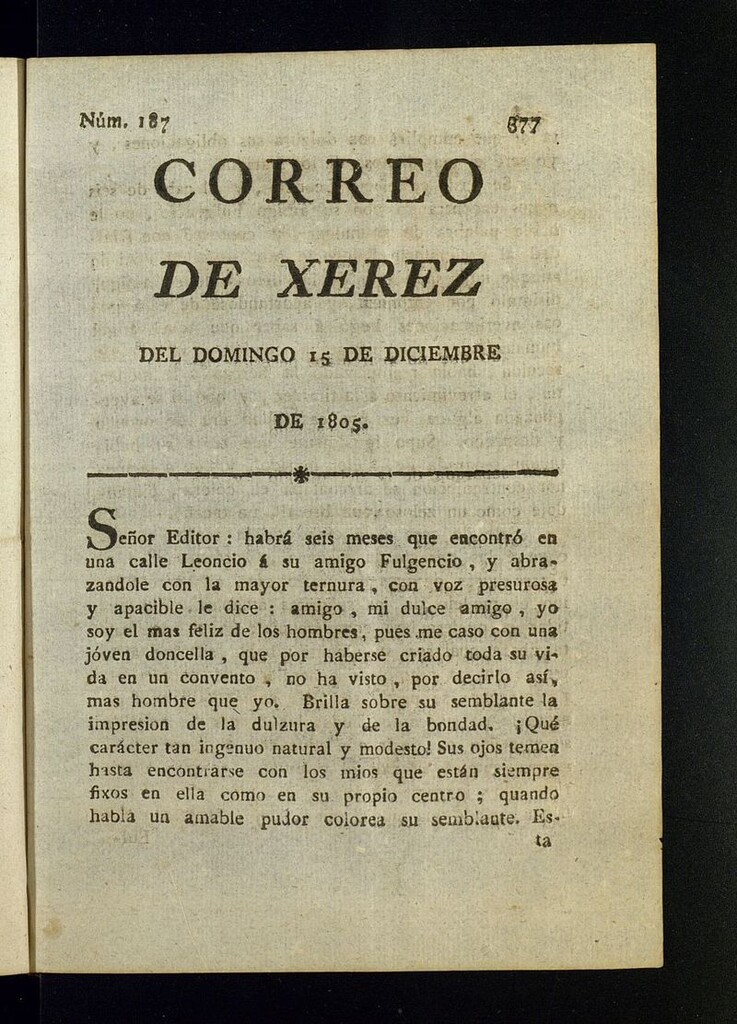 Núm. 187 677
CORREO
DE XEREZ
DEL DOMINGO 15 DE DICIEMBRE
DE 1805.
Señor Editor : habrá seis meses que encontró en
una calle Leoncio á su amigo Fulgencio , y abra-
zandole con la mayor ternura , con voz presurosa
y apacible le dice : amigo , mi dulce amigo , yo
soy el mas feliz de los hombres, pues me caso con una
jóven doncella , que por haberse criado toda su vi-
da en un convento , no ha visto , por decirlo así,
mas hombre que yo. Brilla sobre su semblante la
impresion de la dulzura y de la bondad. ¡Qué
carácter tan ingenuo natural y modesto! Sus ojos temen
hasta encontrarse con los mios que están siempre
fixos en ella como en su propio centro ; quando
habla un amable pudor colorea su semblante. Es-
ta